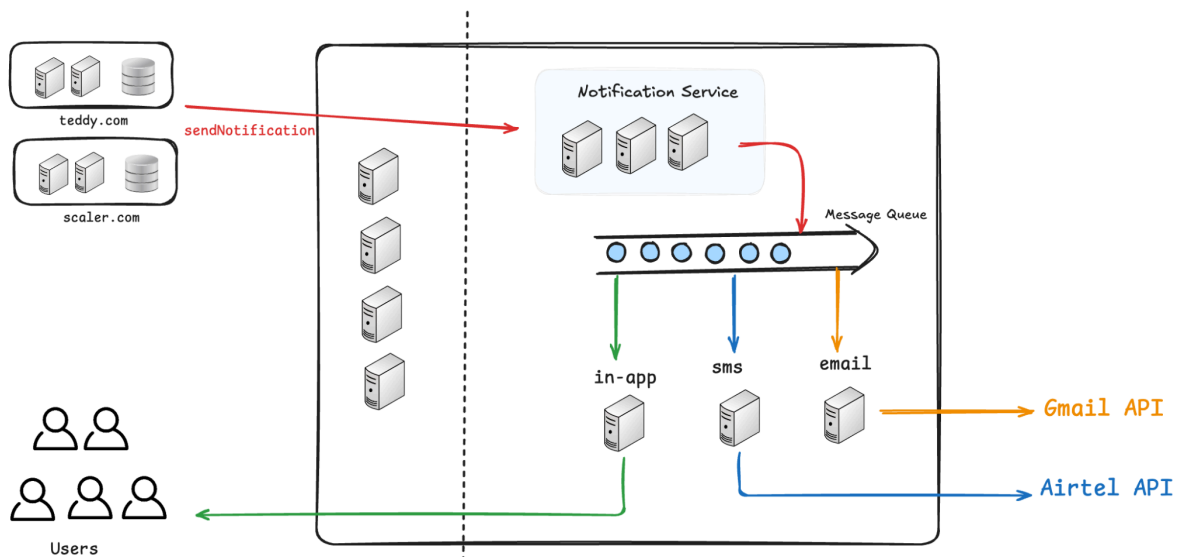 Notification Service
teddy.com
sendNotification
scaler.com
Message Queue
in-app
sms
email
Gmail API
Airtel API
Users